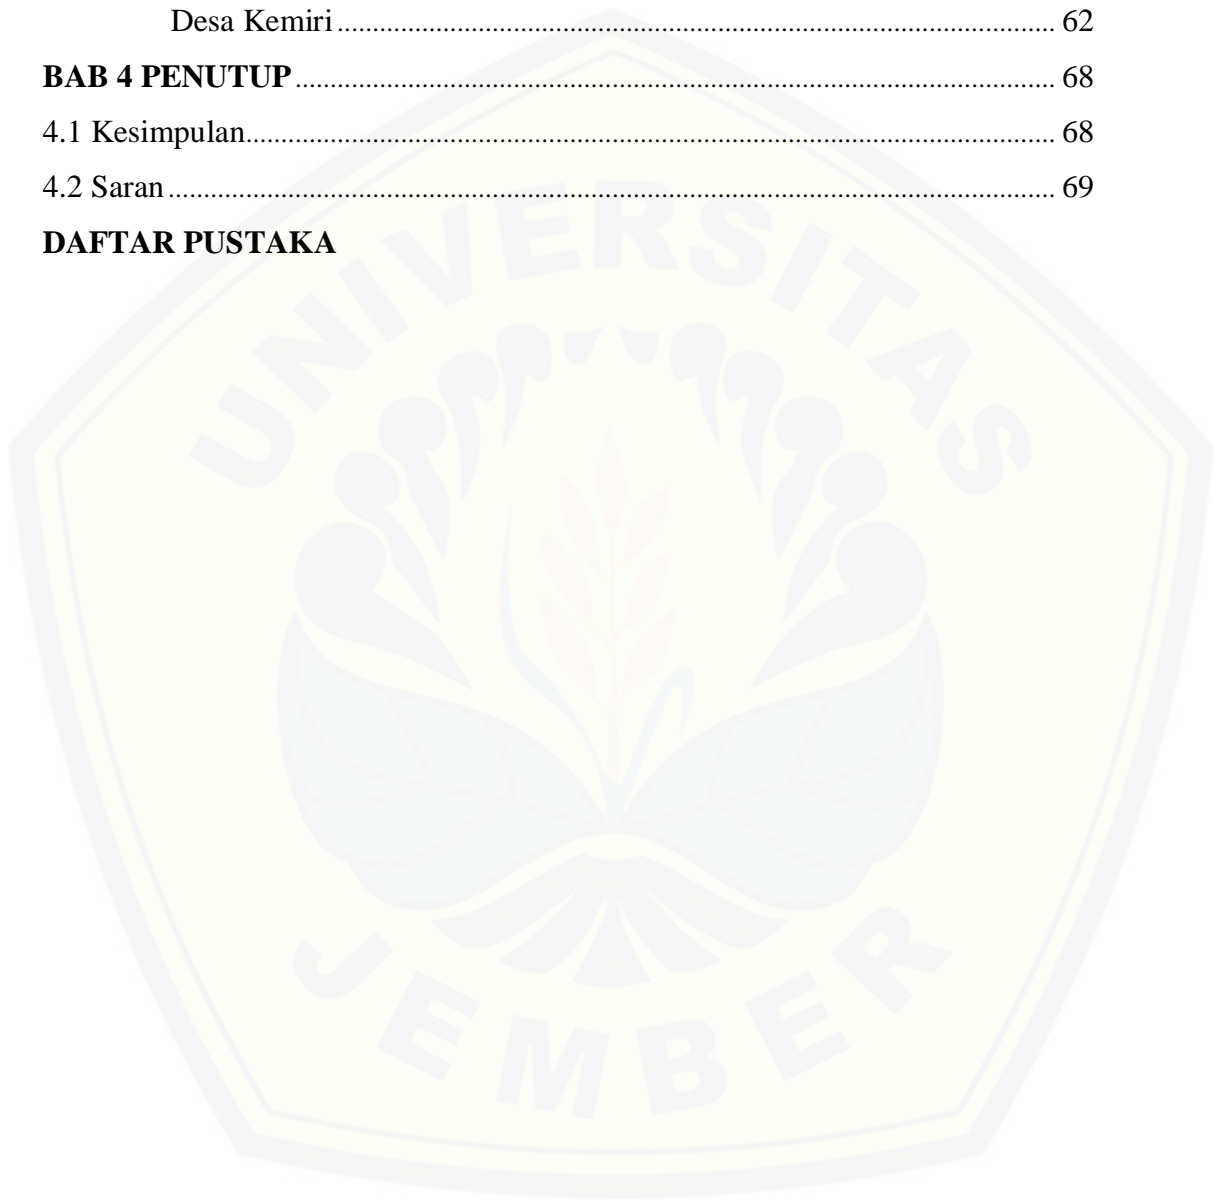 Desa Kemiri ........................................................................................................ 62
BAB 4 PENUTUP ............................................................................................................. 68
4.1 Kesimpulan.................................................................................................................... 68
4.2 Saran ............................................................................................................................... 69
DAFTAR PUSTAKA
UNIVERSITAS
JEMBER